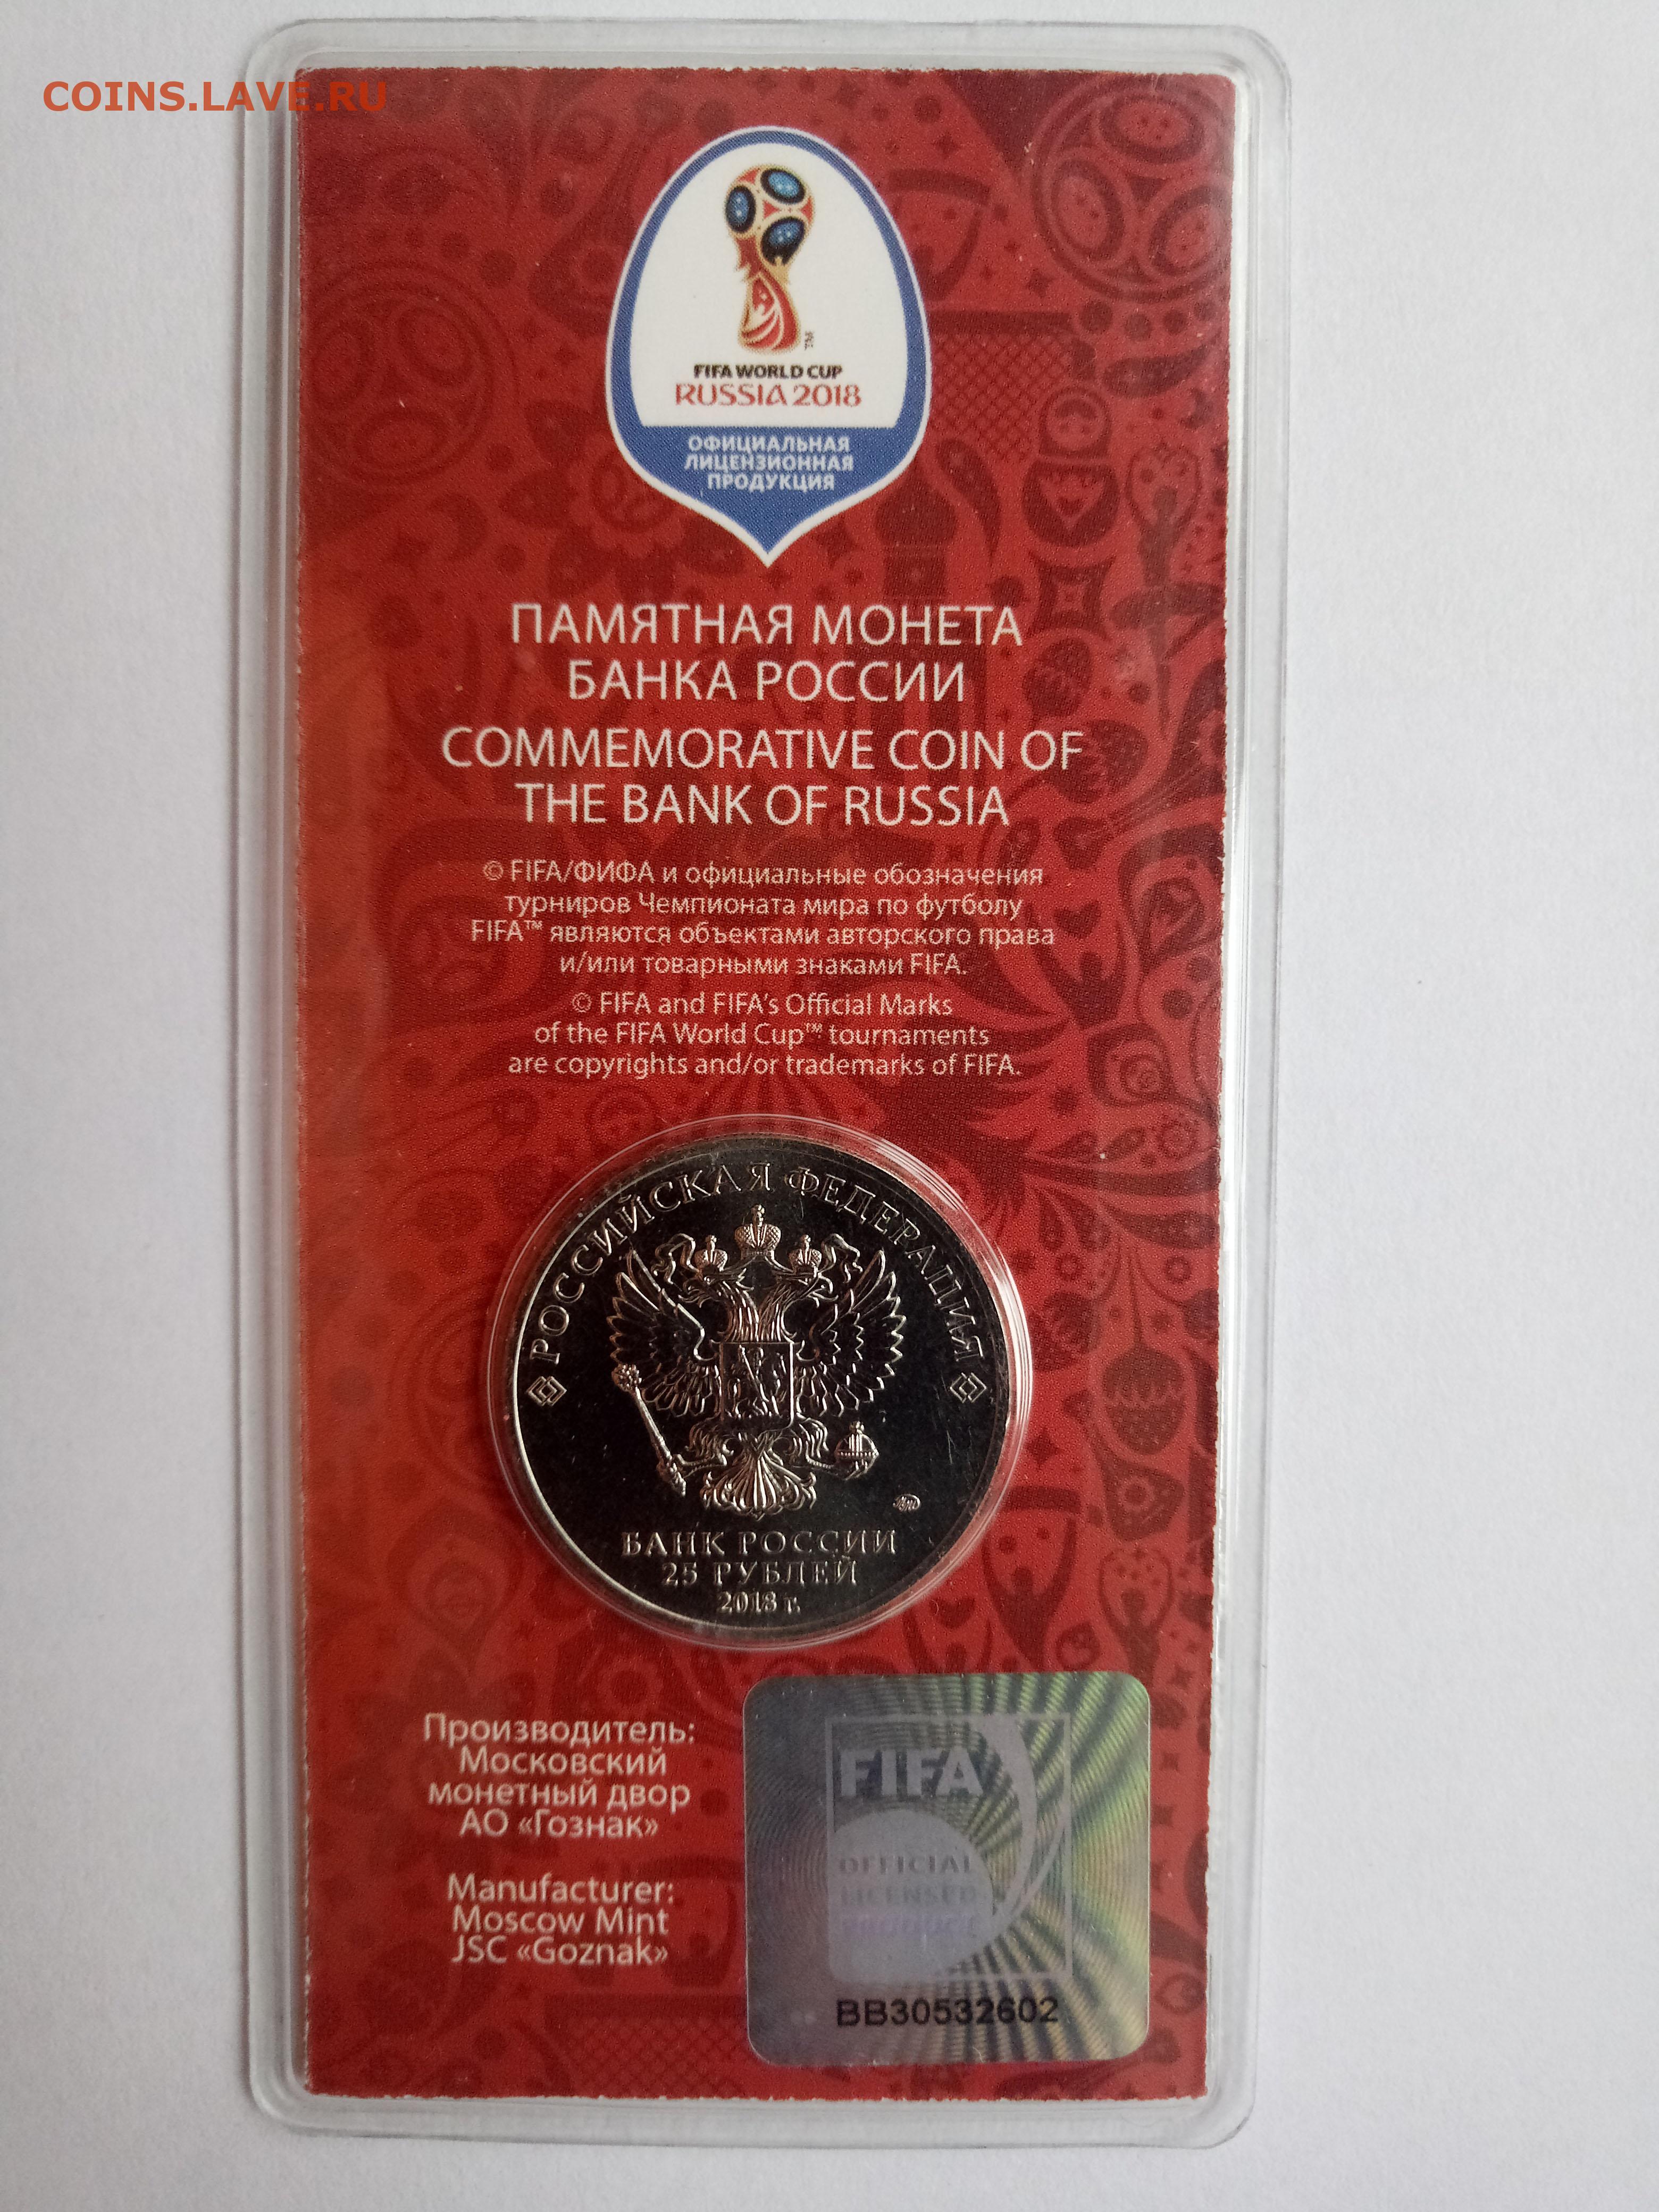 COINS.LAVE.RU
TM
FIFA WORLD CUP
RUSSIA 2018
ОФИЦИАЛЬНАЯ
ЛИЦЕНЗИОННАЯ
ПРОДУКЦИЯ
ПАМЯТНАЯ МОНЕТА
БАНКА РОССИИ
COMMEMORATIVE COIN OF
THE BANK OF RUSSIA
© FIFA/ФИФА и официальные обозначения
турниров Чемпионата мира по футболу
FIFA™ являются объектами авторского права
и/или товарными знаками FIFA.
© FIFA and FIFA's Official Marks
of the FIFA World Cup™ tournaments
are copyrights and/or trademarks of FIFA.
РОССИЙСКАЯ ФЕДЕРАЦИЯ
БАНК РОССИИ
25 РУБЛЕЙ
2018 г.
Производитель:
Московский
монетный двор
АО «Гознак»
Manufacturer:
Moscow Mint
JSC «Goznak»
FIFA
OFFICIAL
LICENSED
PRODUCT
BB30532602